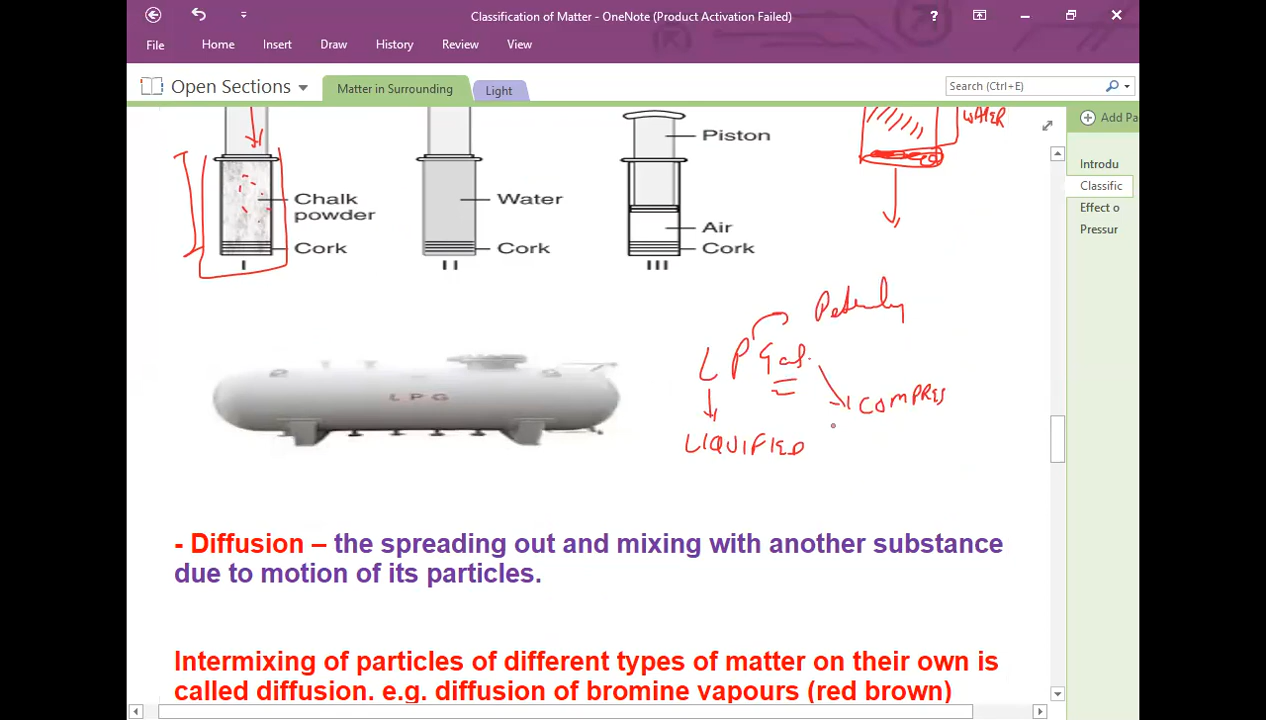 Classification of Matter - OneNote (Product Activation Failed)
?
File Home Insert Draw History Review View
Open Sections
Matter in Surrounding
Light
Search (Ctrl+E)
Add Pa
Introdu
Classific
Effect o
Pressur
WATER
Piston
Chalk
powder
Water
Air
Cork
Cork
Cork
I
II
III
L P Gas.
COMPRES
LIQUIFIED
LPG
- Diffusion – the spreading out and mixing with another substance
due to motion of its particles.
Intermixing of particles of different types of matter on their own is
called diffusion. e.g. diffusion of bromine vapours (red brown)